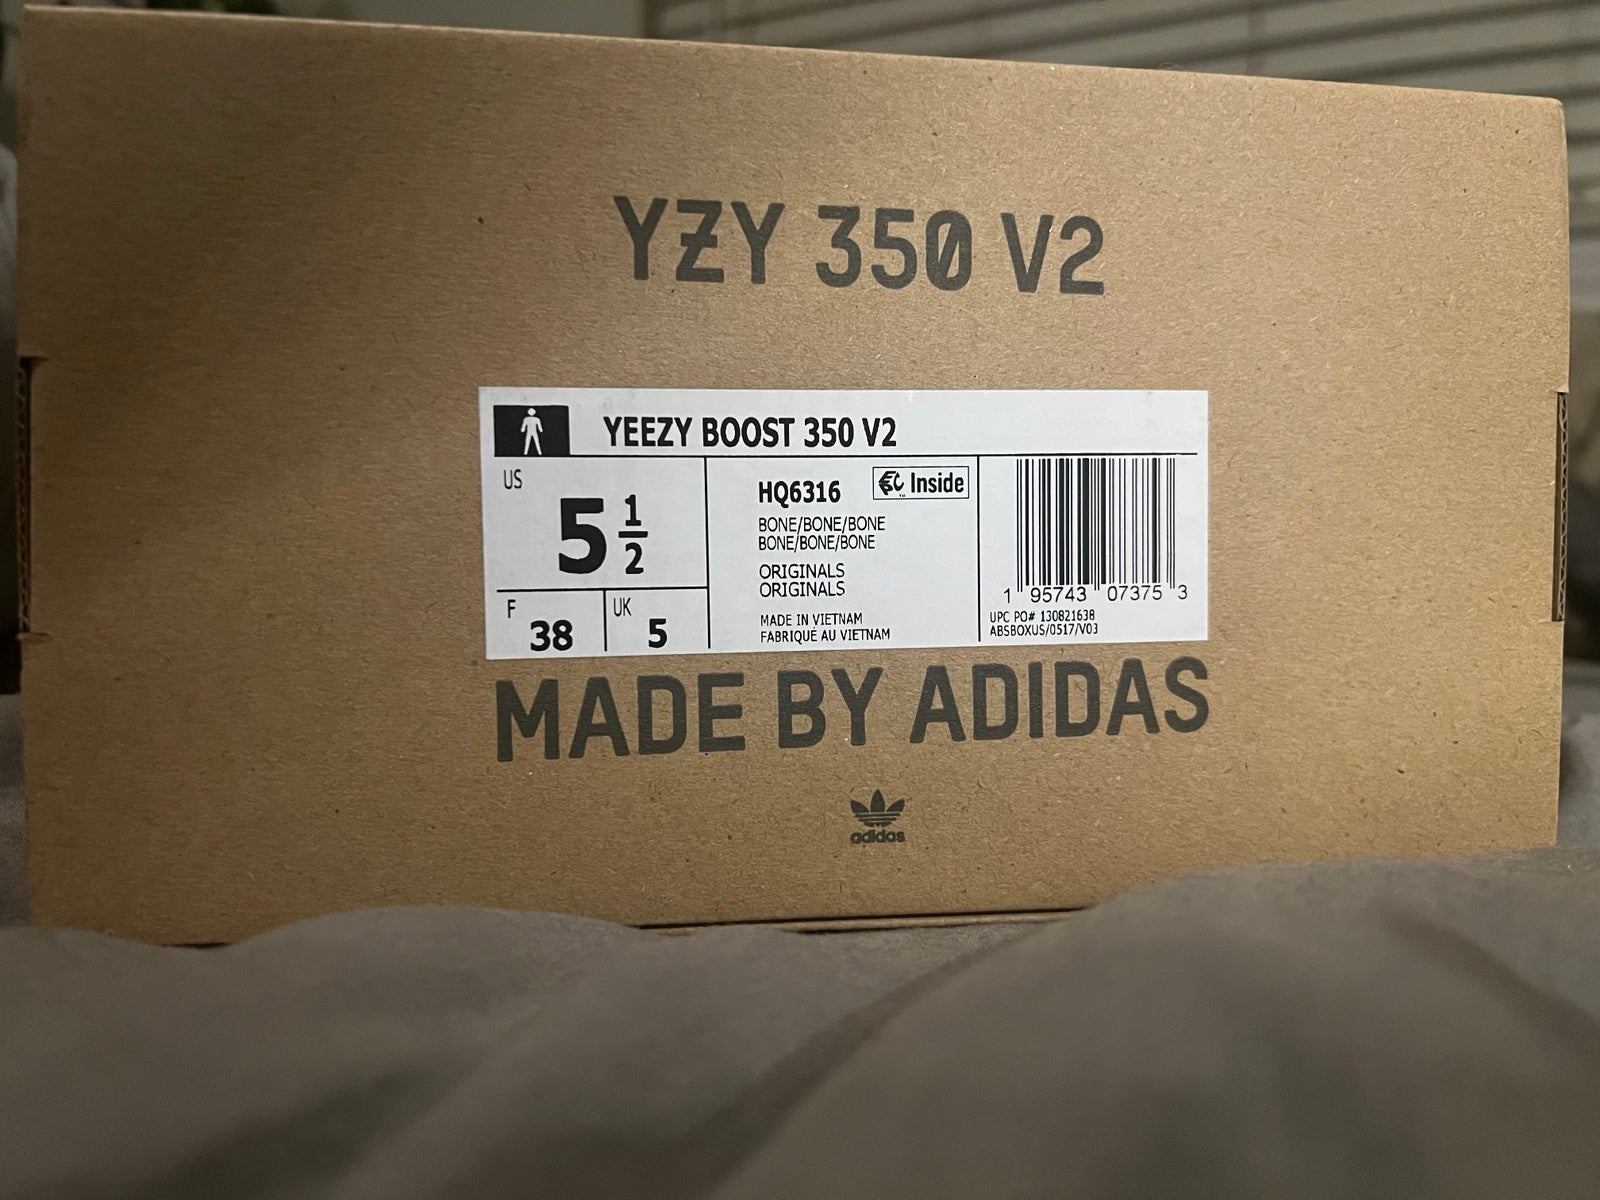 YZY 350 V2
YEEZY BOOST 350 V2
US
5 1/2
F
38
UK
5
HQ6316
Inside
BONE/BONE/BONE
BONE/BONE/BONE
ORIGINALS
ORIGINALS
MADE IN VIETNAM
FABRIQUÉ AU VIETNAM
1 95743 07375 3
UPC PO# 130821638
ABSBOXUS/0517/V03
MADE BY ADIDAS
adidas